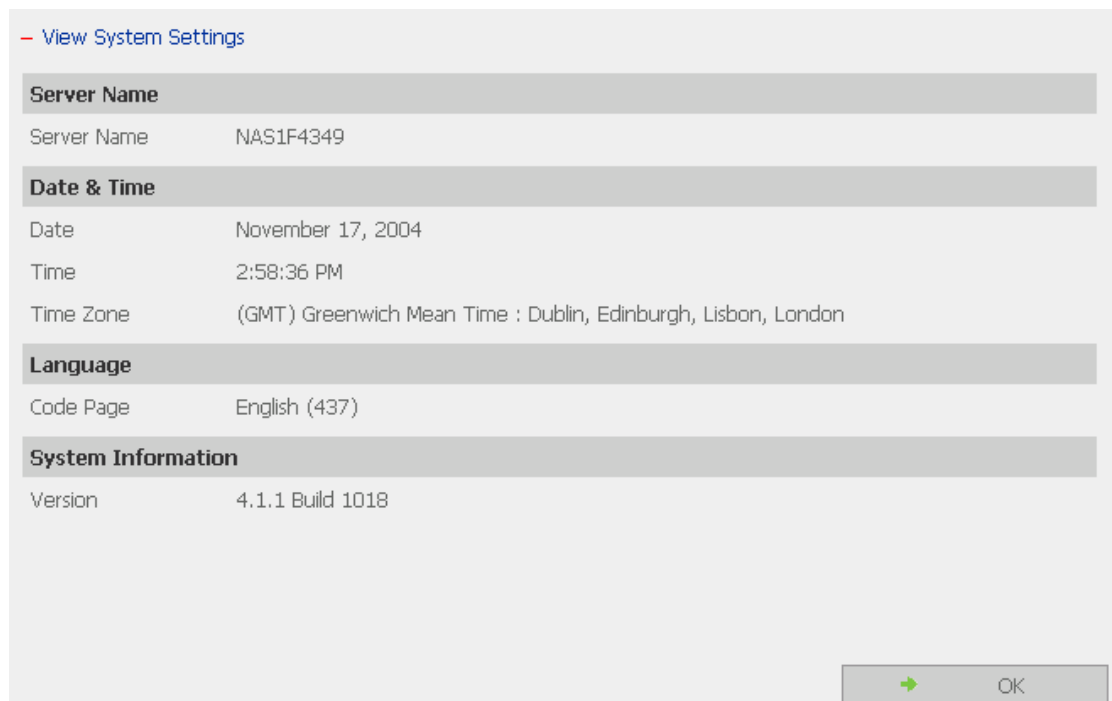 – View System Settings
Server Name
Server Name NAS1F4349
Date & Time
Date November 17, 2004
Time 2:58:36 PM
Time Zone (GMT) Greenwich Mean Time : Dublin, Edinburgh, Lisbon, London
Language
Code Page English (437)
System Information
Version 4.1.1 Build 1018
OK